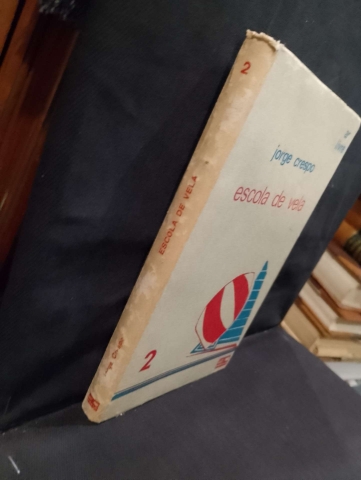 2
ESCOLA DE VELA
jorge crespo
escola de vela
2